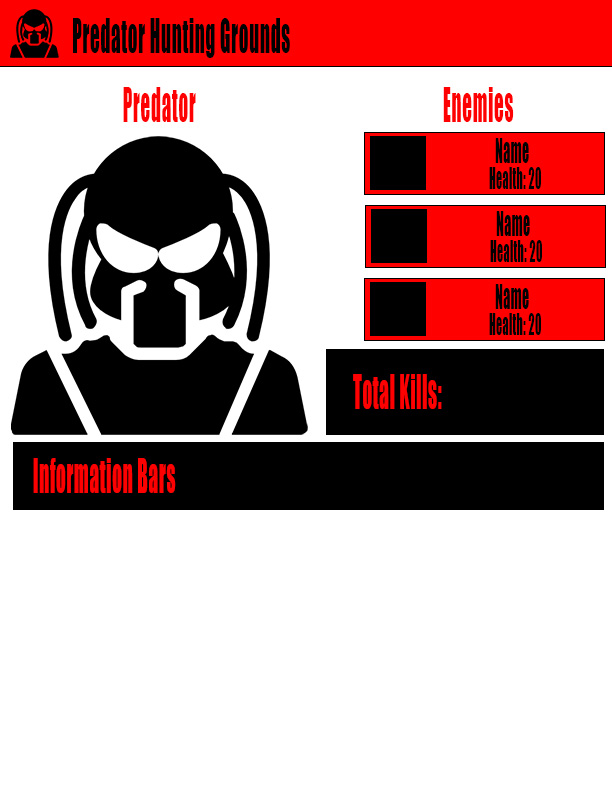 Predator Hunting Grounds
Predator
Enemies
Name
Health: 20
Name
Health: 20
Name
Health: 20
Total Kills:
Information Bars